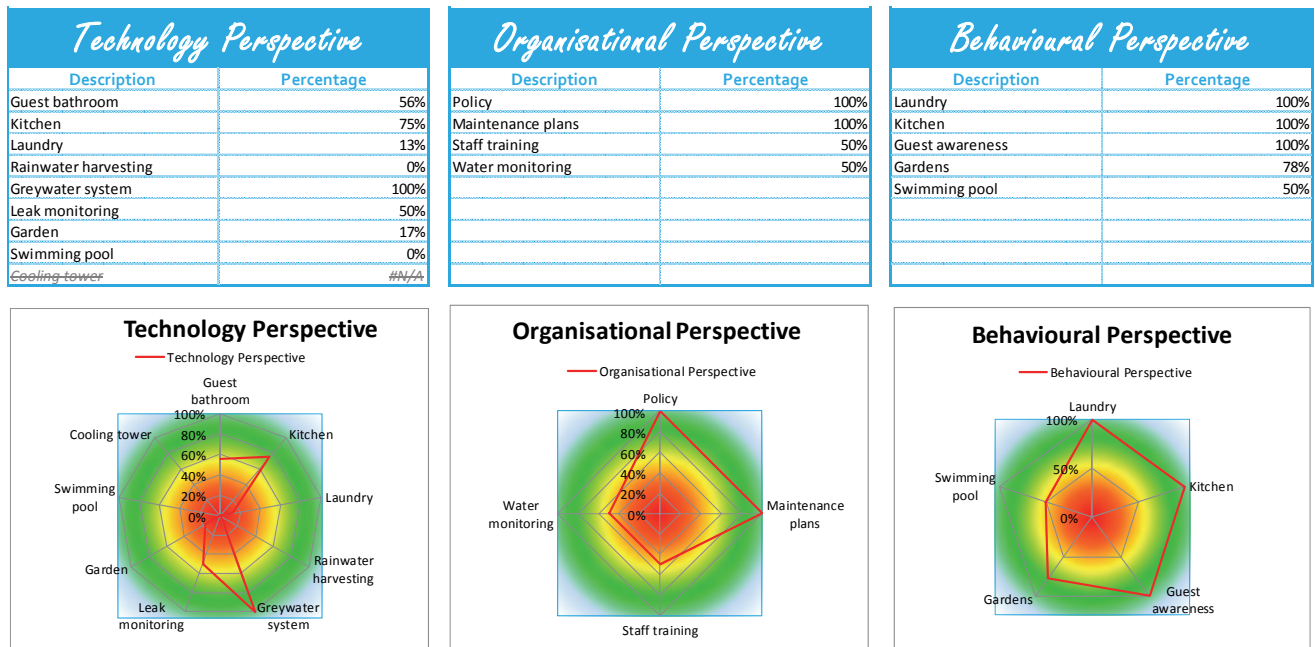 Technology Perspective
Description Percentage
Guest bathroom 56%
Kitchen 75%
Laundry 13%
Rainwater harvesting 0%
Greywater system 100%
Leak monitoring 50%
Garden 17%
Swimming pool 0%
Cooling tower #N/A
Organisational Perspective
Description Percentage
Policy 100%
Maintenance plans 100%
Staff training 50%
Water monitoring 50%
Behavioural Perspective
Description Percentage
Laundry 100%
Kitchen 100%
Guest awareness 100%
Gardens 78%
Swimming pool 50%
Technology Perspective
Technology Perspective
Guest
bathroom
100%
Cooling tower
80%
Kitchen
60%
40%
Swimming
pool
20%
Laundry
0%
Garden
Rainwater
harvesting
Leak
monitoring
Greywater
system
Organisational Perspective
Organisational Perspective
Policy
100%
80%
60%
40%
20%
0%
Water
monitoring
Maintenance
plans
Staff training
Behavioural Perspective
Behavioural Perspective
Laundry
100%
50%
0%
Swimming
pool
Kitchen
Gardens
Guest
awareness